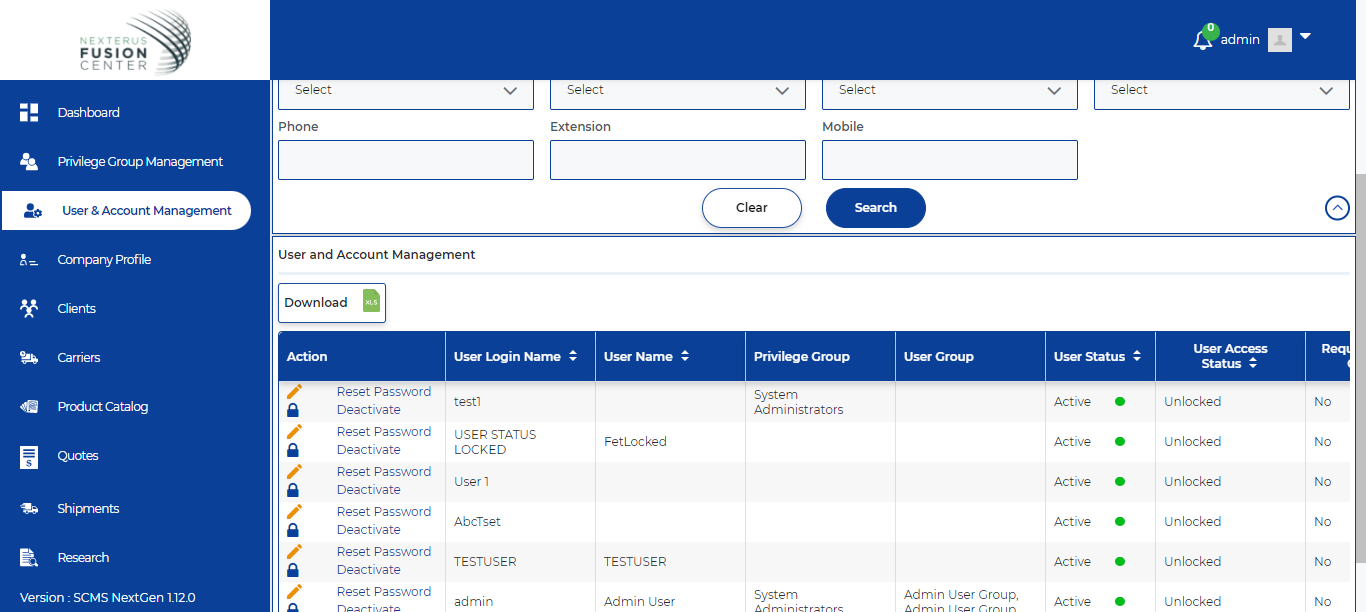 NEXTERUS
FUSION
CENTER
0
admin
Dashboard
Privilege Group Management
User & Account Management
Company Profile
Clients
Carriers
Product Catalog
Quotes
Shipments
Research
Version : SCMS NextGen 1.12.0
Select Select Select Select
Phone Extension Mobile
Clear Search
User and Account Management
Download XLS
Action User Login Name User Name Privilege Group User Group User Status User Access Requ
Status
Reset Password
Deactivate
test1
System
Administrators
Active Unlocked No
Reset Password
Deactivate
USER STATUS
LOCKED
FetLocked Active Unlocked No
Reset Password
Deactivate
User 1 Active Unlocked No
Reset Password
Deactivate
AbcTset Active Unlocked No
Reset Password
Deactivate
TESTUSER TESTUSER Active Unlocked No
Reset Password
Deactivate
admin Admin User
System
Administrators
Admin User Group,
Admin User Group
Active Unlocked No